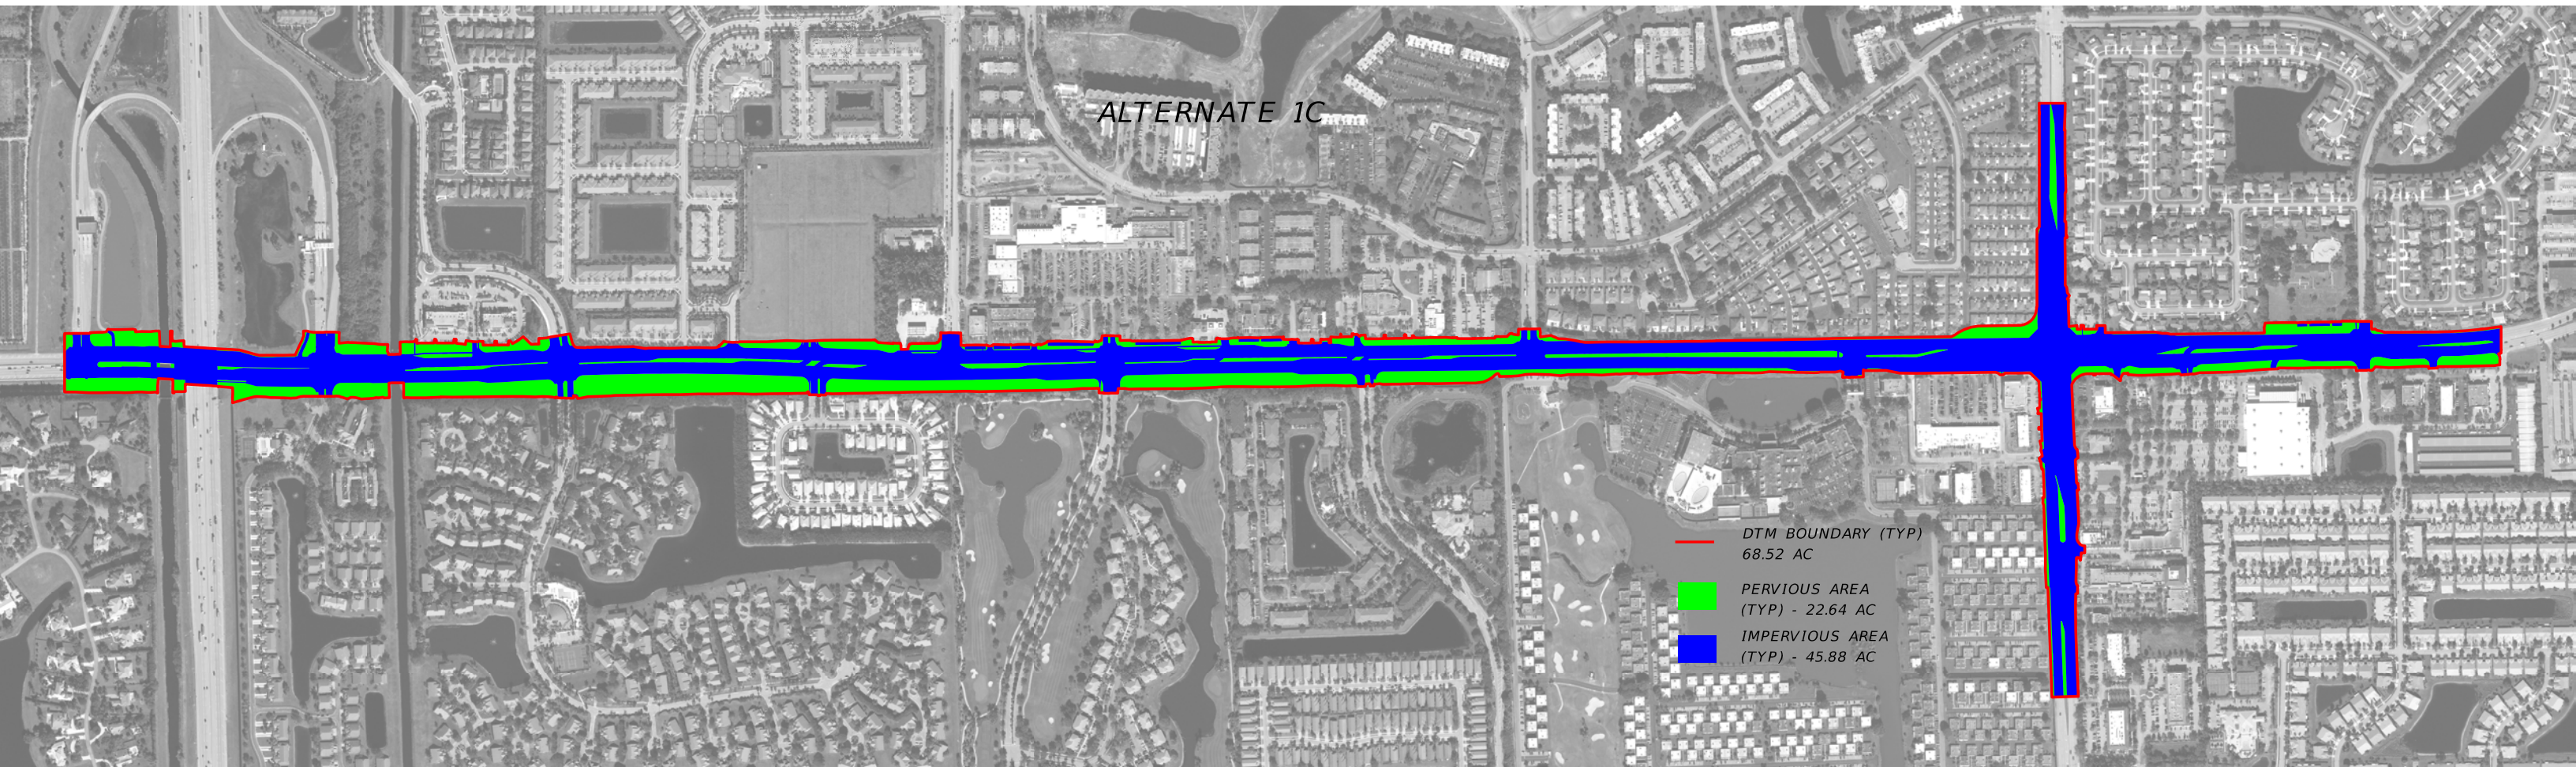 ALTERNATE 1C
DTM BOUNDARY (TYP)
68.52 AC
PERVIOUS AREA
(TYP) - 22.64 AC
IMPERVIOUS AREA
(TYP) - 45.88 AC